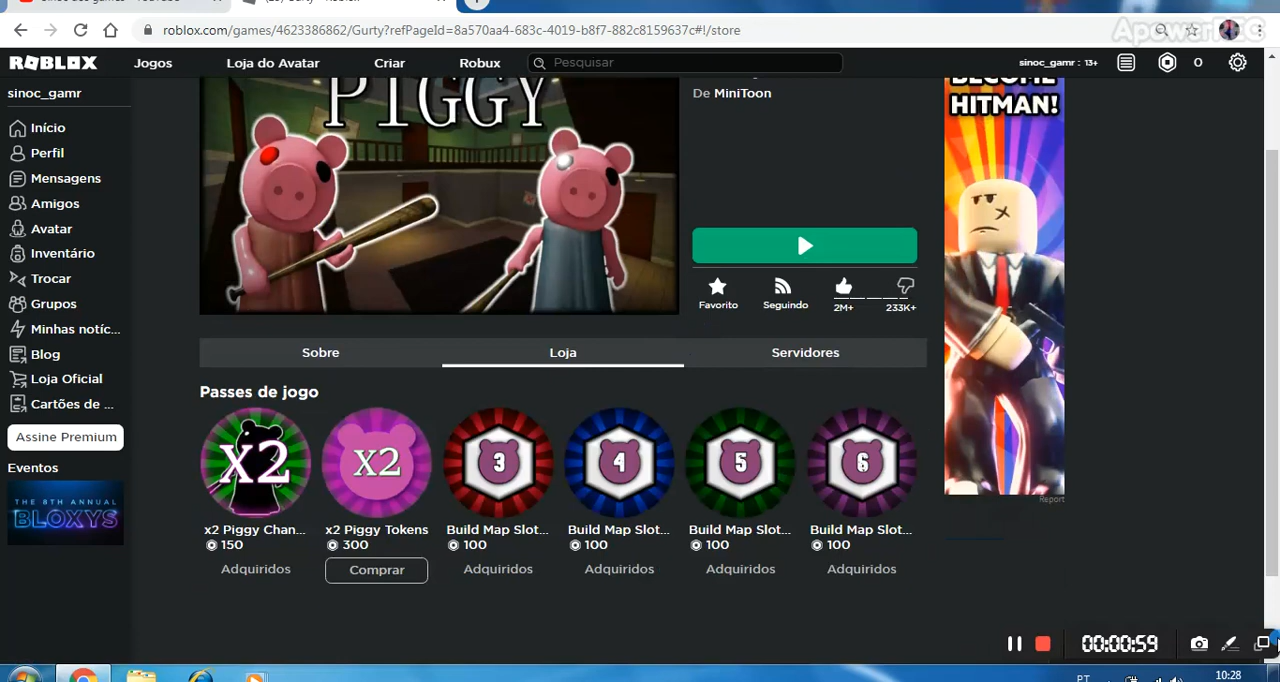 roblox.com/games/4623386862/Gurty?refPageId=8a570aa4-683c-4019-b8f7-882c8159637c#!/store
ApowerREC
ROBLOX
Jogos
Loja do Avatar
Criar
Robux
Pesquisar
sinoc_gamr : 13+
0
sinoc_gamr
Início
Perfil
Mensagens
Amigos
Avatar
Inventário
Trocar
Grupos
Minhas notíc...
Blog
Loja Oficial
Cartões de ...
Assine Premium
Eventos
THE 8TH ANNUAL
BLOXYS
PIGGY
De MiniToon
Favorito
Seguindo
2M+
233K+
BECOME
HITMAN!
Report
Sobre
Loja
Servidores
Passes de jogo
X2
X2
3
4
5
6
x2 Piggy Chan...
x2 Piggy Tokens
Build Map Slot...
Build Map Slot...
Build Map Slot...
Build Map Slot...
150
300
100
100
100
100
Adquiridos
Comprar
Adquiridos
Adquiridos
Adquiridos
Adquiridos
00:00:59
PT
10:28